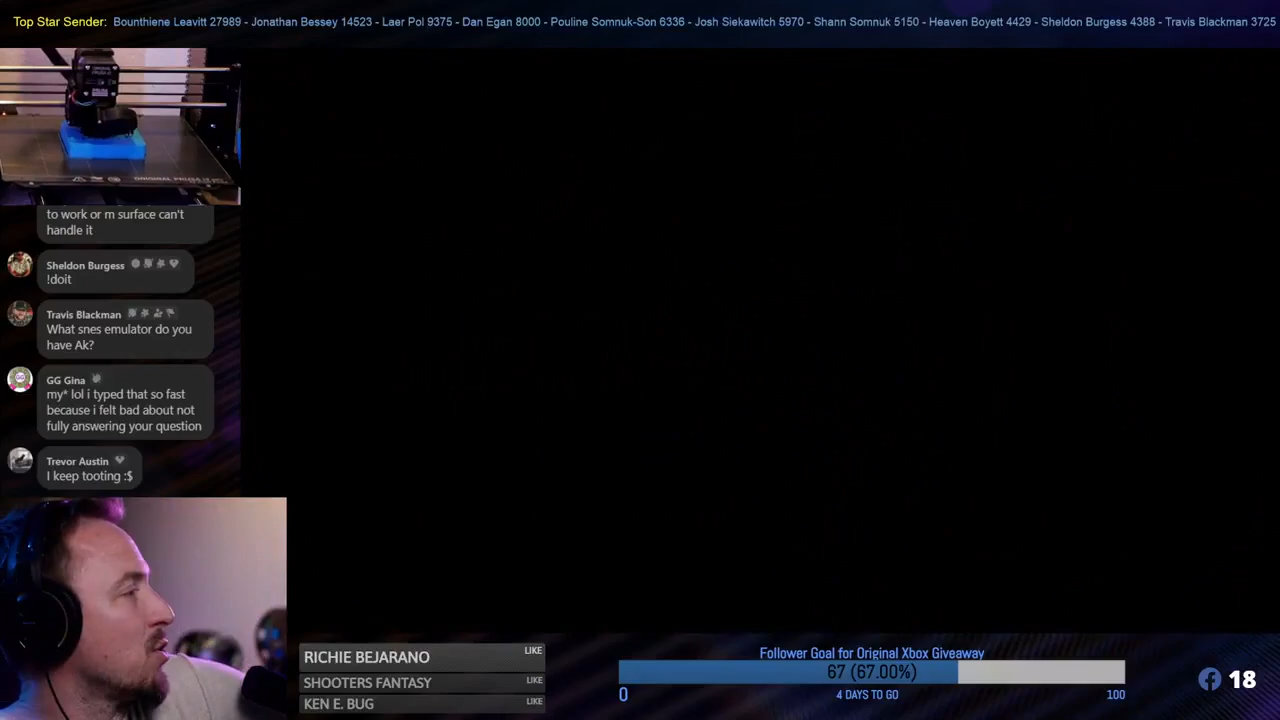 Top Star Sender: Bounthiene Leavitt 27989 - Jonathan Bessey 14523 - Laer Pol 9375 - Dan Egan 8000 - Pouline Somnuk-Son 6336 - Josh Siekawitch 5970 - Shann Somnuk 5150 - Heaven Boyett 4429 - Sheldon Burgess 4388 - Travis Blackman 3725
to work or m surface can't
handle it
Sheldon Burgess
!doit
Travis Blackman
What snes emulator do you
have Ak?
GG Gina
my* lol i typed that so fast
because i felt bad about not
fully answering your question
Trevor Austin
I keep tooting :$
RICHIE BEJARANO LIKE
SHOOTERS FANTASY LIKE
KEN E. BUG LIKE
Follower Goal for Original Xbox Giveaway
67 (67.00%)
0 4 DAYS TO GO 100
18